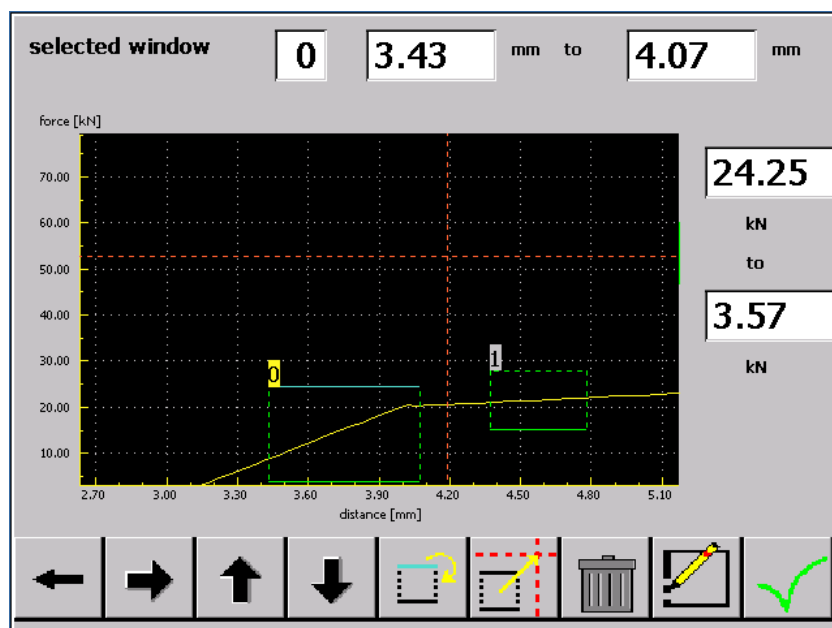 selected window 0 3.43 mm to 4.07 mm
force [kN]
70.00
60.00
50.00
40.00
30.00
20.00
10.00
0
1
2.70 3.00 3.30 3.60 3.90 4.20 4.50 4.80 5.10
distance [mm]
24.25
kN
to
3.57
kN